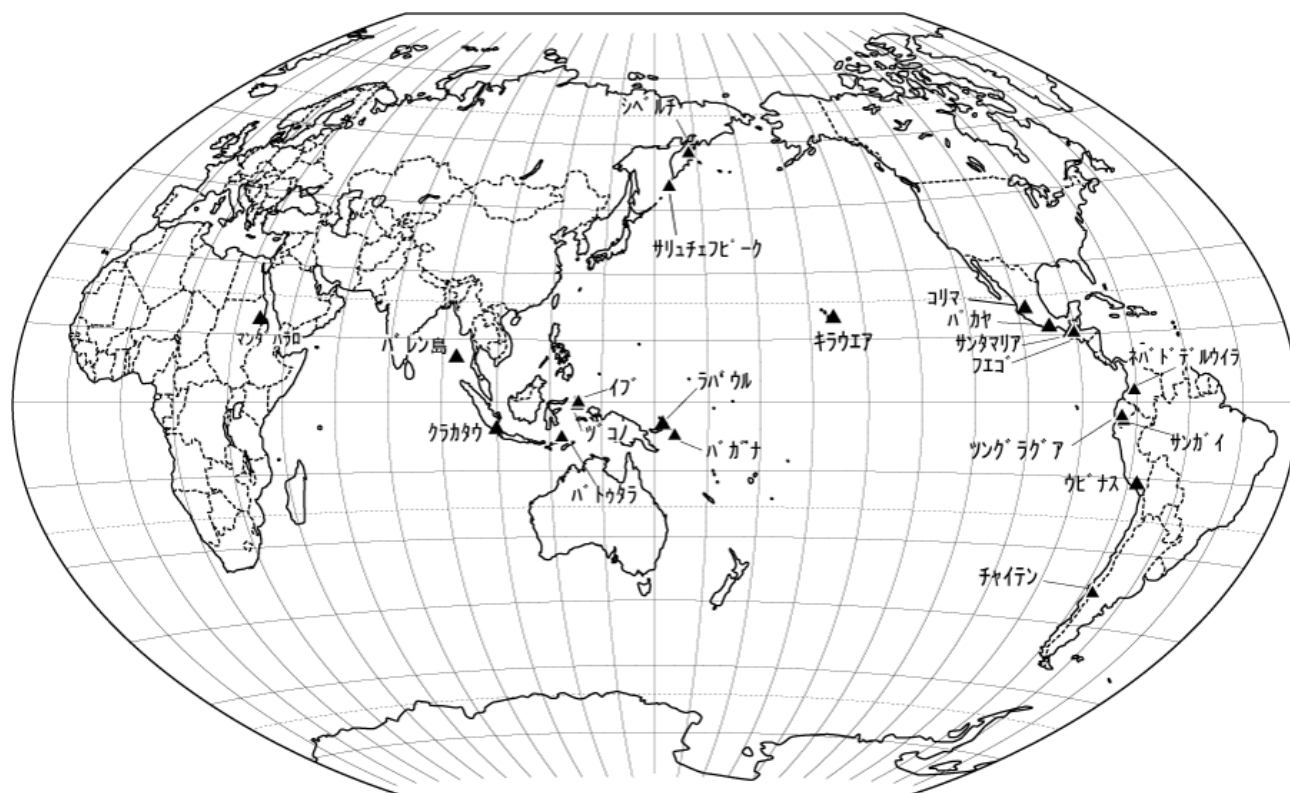 シベルチ
サリュチェフピーク
コリマ
パカヤ
サンタマリア
フエゴ
キラウエア
ネバドデルウイラ
マンダ ハラロ
バレン島
イブ
ラバウル
クラカタウ
ヅコノ
バガナ
ツングラグア
サンガイ
バトゥタラ
ウビナス
チャイテン